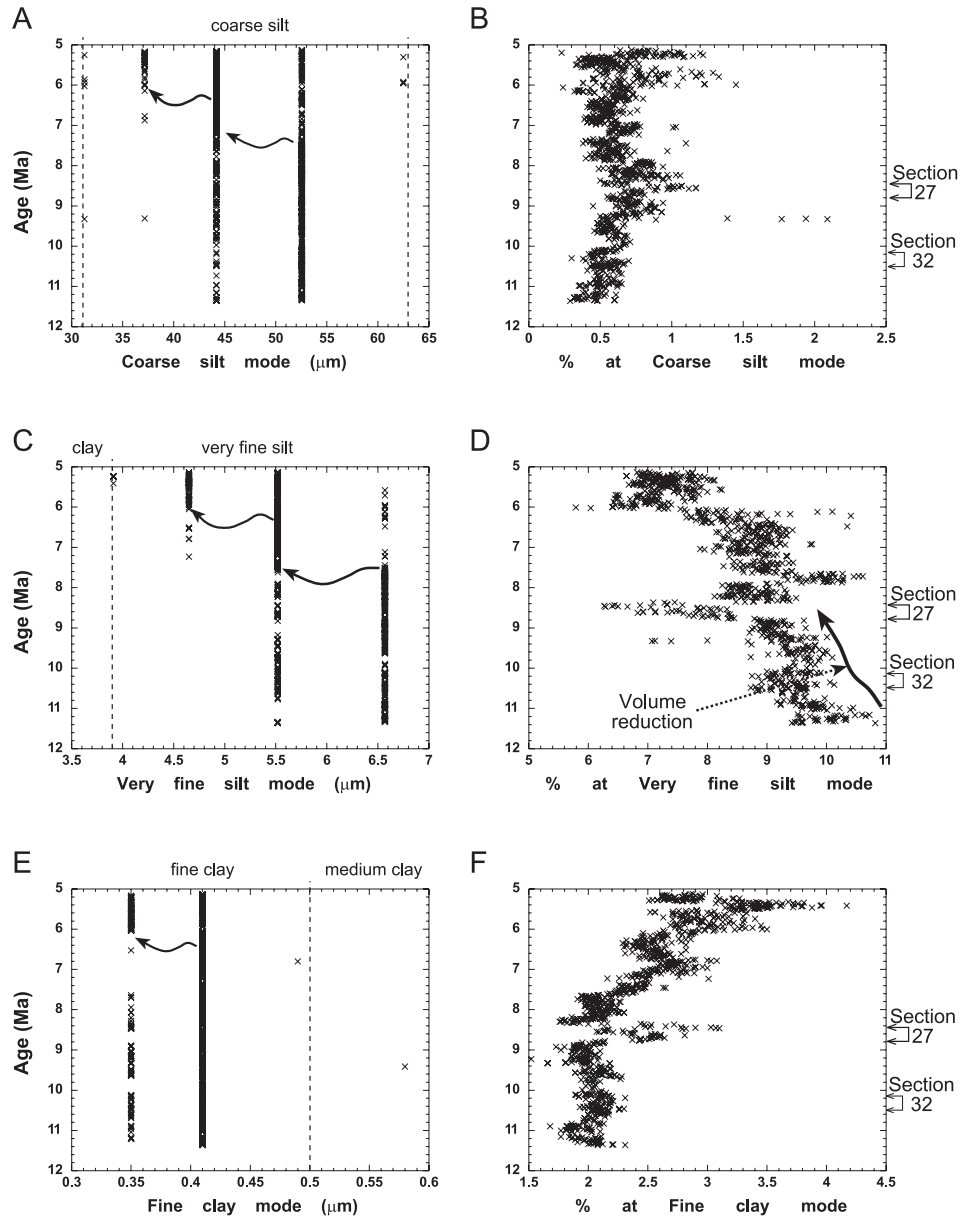 A
coarse silt
5
6
7
8
9
10
11
12
Age (Ma)
30 35 40 45 50 55 60 65
Coarse silt mode (μm)
B
5
6
7
8
9
10
11
12
Section
27
Section
32
0 0.5 1 1.5 2 2.5
% at Coarse silt mode
C
clay very fine silt
5
6
7
8
9
10
11
12
Age (Ma)
3.5 4 4.5 5 5.5 6 6.5 7
Very fine silt mode (μm)
D
5
6
7
8
9
10
11
12
Section
27
Section
32
Volume
reduction
5 6 7 8 9 10 11
% at Very fine silt mode
E
fine clay medium clay
5
6
7
8
9
10
11
12
Age (Ma)
0.3 0.4 0.5 0.5 0.6
Fine clay mode (μm)
F
5
6
7
8
9
10
11
12
Section
27
Section
32
1.5 2 2.5 3 3.5 4 4.5
% at Fine clay mode